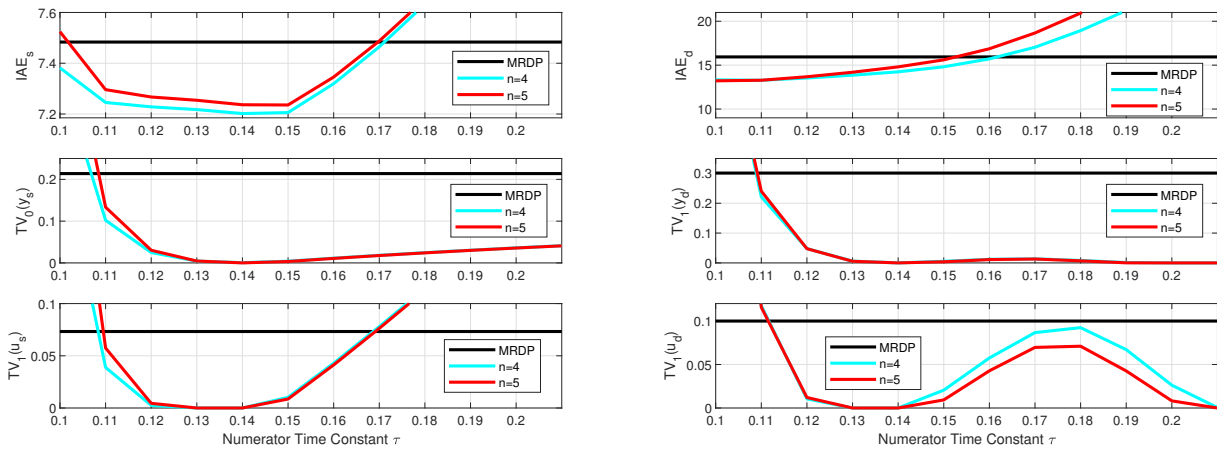 IAE_s
7.6
7.4
7.2
MRDP
n=4
n=5
0.1 0.11 0.12 0.13 0.14 0.15 0.16 0.17 0.18 0.19 0.2
TV_0(y_s)
0.2
0.1
0
MRDP
n=4
n=5
0.1 0.11 0.12 0.13 0.14 0.15 0.16 0.17 0.18 0.19 0.2
TV_1(u_s)
0.1
0.05
0
MRDP
n=4
n=5
0.1 0.11 0.12 0.13 0.14 0.15 0.16 0.17 0.18 0.19 0.2
Numerator Time Constant τ
IAE_d
20
15
10
MRDP
n=4
n=5
0.1 0.11 0.12 0.13 0.14 0.15 0.16 0.17 0.18 0.19 0.2
TV_1(y_d)
0.3
0.2
0.1
0
MRDP
n=4
n=5
0.1 0.11 0.12 0.13 0.14 0.15 0.16 0.17 0.18 0.19 0.2
TV_1(u_d)
0.1
0.05
0
MRDP
n=4
n=5
0.1 0.11 0.12 0.13 0.14 0.15 0.16 0.17 0.18 0.19 0.2
Numerator Time Constant τ